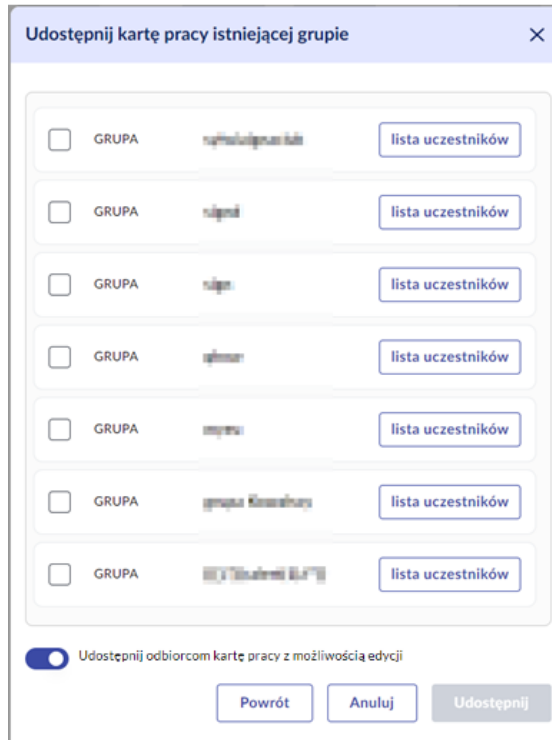 Udostępnij kartę pracy istniejącej grupie
GRUPA lista uczestników
GRUPA lista uczestników
GRUPA lista uczestników
GRUPA lista uczestników
GRUPA lista uczestników
GRUPA lista uczestników
GRUPA lista uczestników
Udostępnij odbiorcom kartę pracy z możliwością edycji
Powrót Anuluj Udostępnij